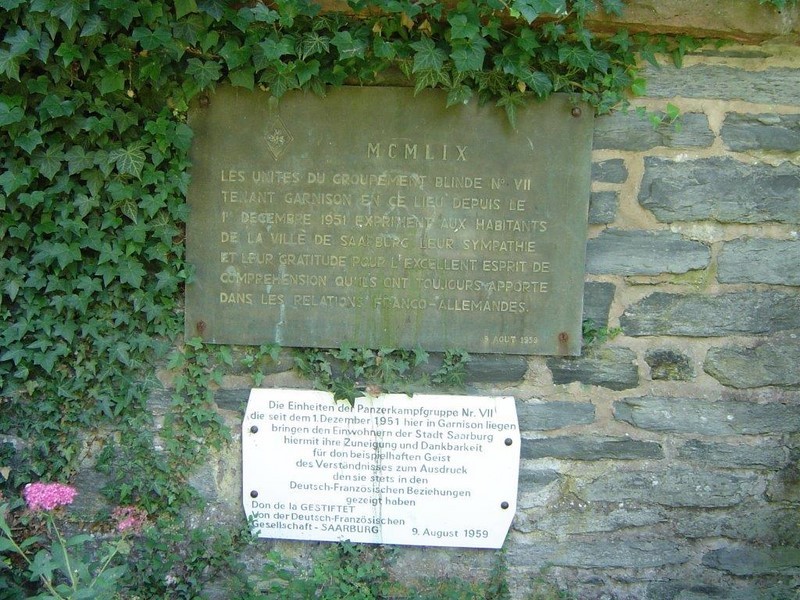 MCMLIX
LES UNITES DU GROUPEMENT BLINDE N° VII
TENANT GARNISON EN CE LIEU DEPUIS LE
1er DECEMBRE 1951 EXPRIMENT AUX HABITANTS
DE LA VILLE DE SAARBURG LEUR SYMPATHIE
ET LEUR GRATITUDE POUR L'EXCELLENT ESPRIT DE
COMPREHENSION QU'ILS ONT TOUJOURS APPORTE
DANS LES RELATIONS FRANCO-ALLEMANDES.
9 AOUT 1959
Die Einheiten der Panzerkampfgruppe Nr. VII
die seit dem 1. Dezember 1951 hier in Garnison liegen
bringen den Einwohnern der Stadt Saarburg
hiermit ihre Zuneigung und Dankbarkeit
für den beispielhaften Geist
des Verständnisses zum Ausdruck
den sie stets in den
Deutsch-Französischen Beziehungen
gezeigt haben
Don de la GESTIFTET
Von der Deutsch-Französischen
Gesellschaft - SAARBURG 9. August 1959